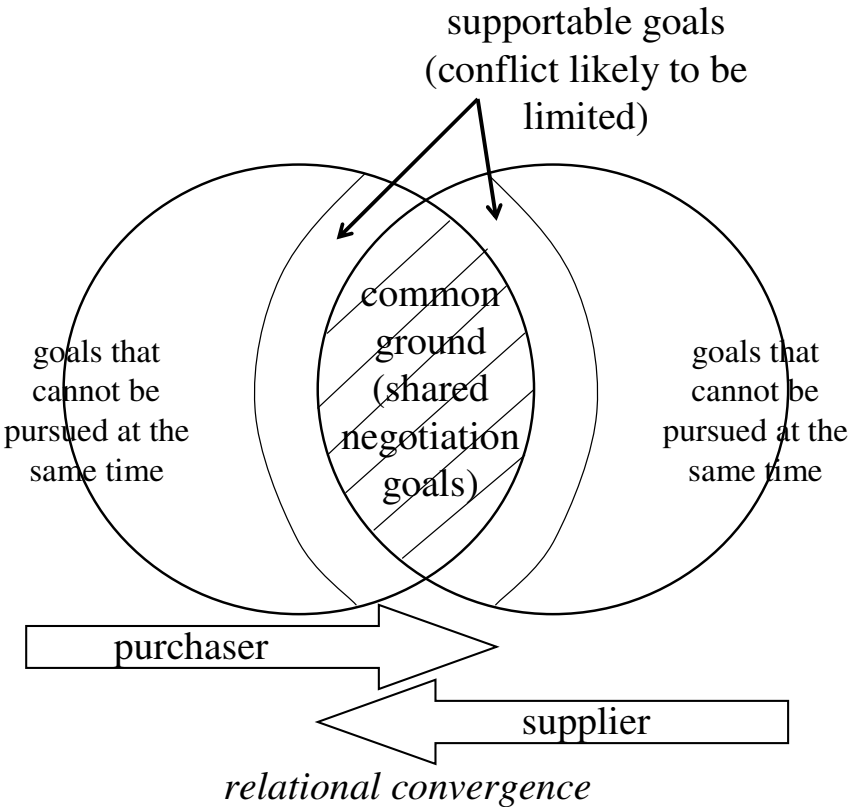 supportable goals
(conflict likely to be
limited)
common
ground
(shared
negotiation
goals)
goals that
cannot be
pursued at the
same time
goals that
cannot be
pursued at the
same time
purchaser
supplier
relational convergence